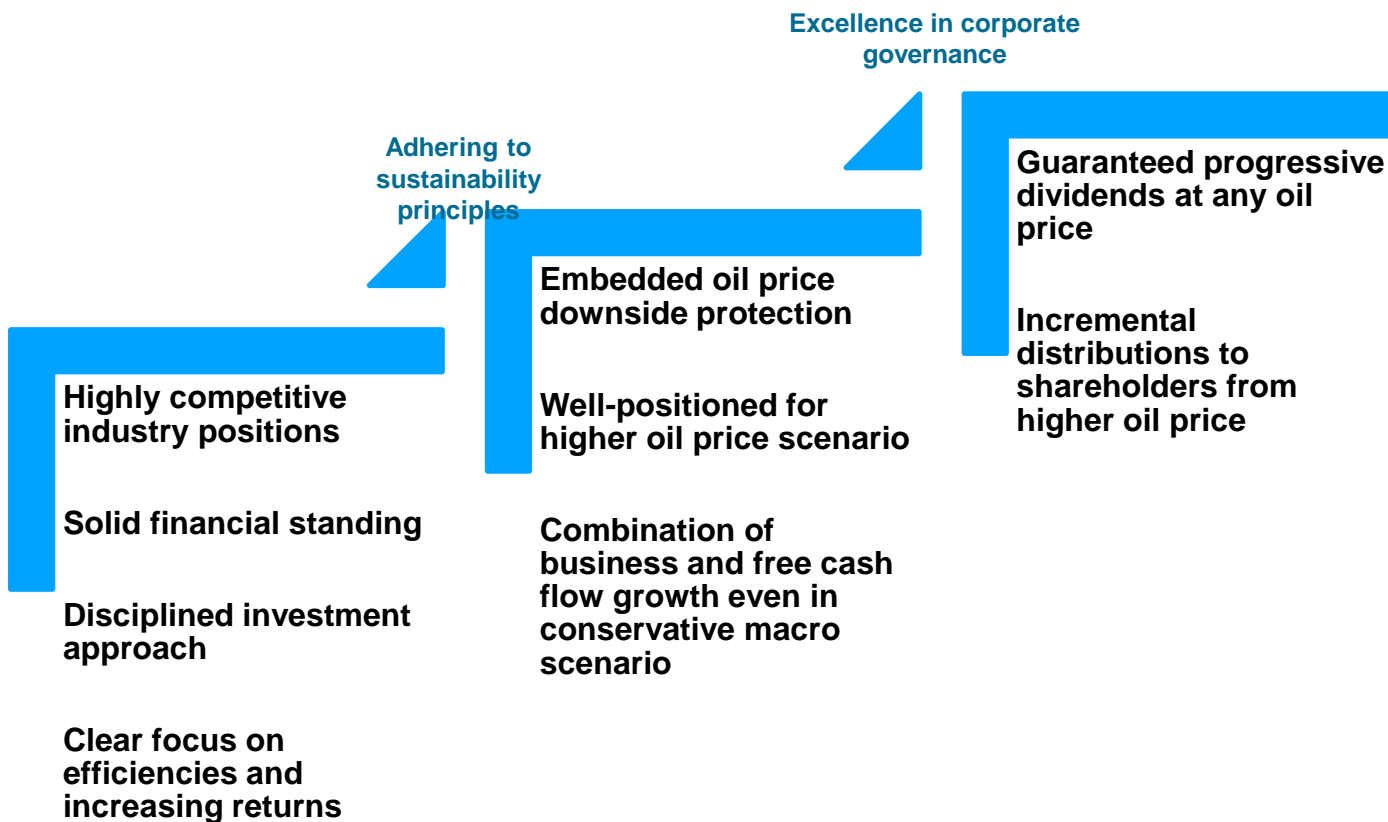 Excellence in corporate
governance
Adhering to
sustainability
principles
Highly competitive
industry positions
Solid financial standing
Disciplined investment
approach
Clear focus on
efficiencies and
increasing returns
Embedded oil price
downside protection
Well-positioned for
higher oil price scenario
Combination of
business and free cash
flow growth even in
conservative macro
scenario
Guaranteed progressive
dividends at any oil
price
Incremental
distributions to
shareholders from
higher oil price